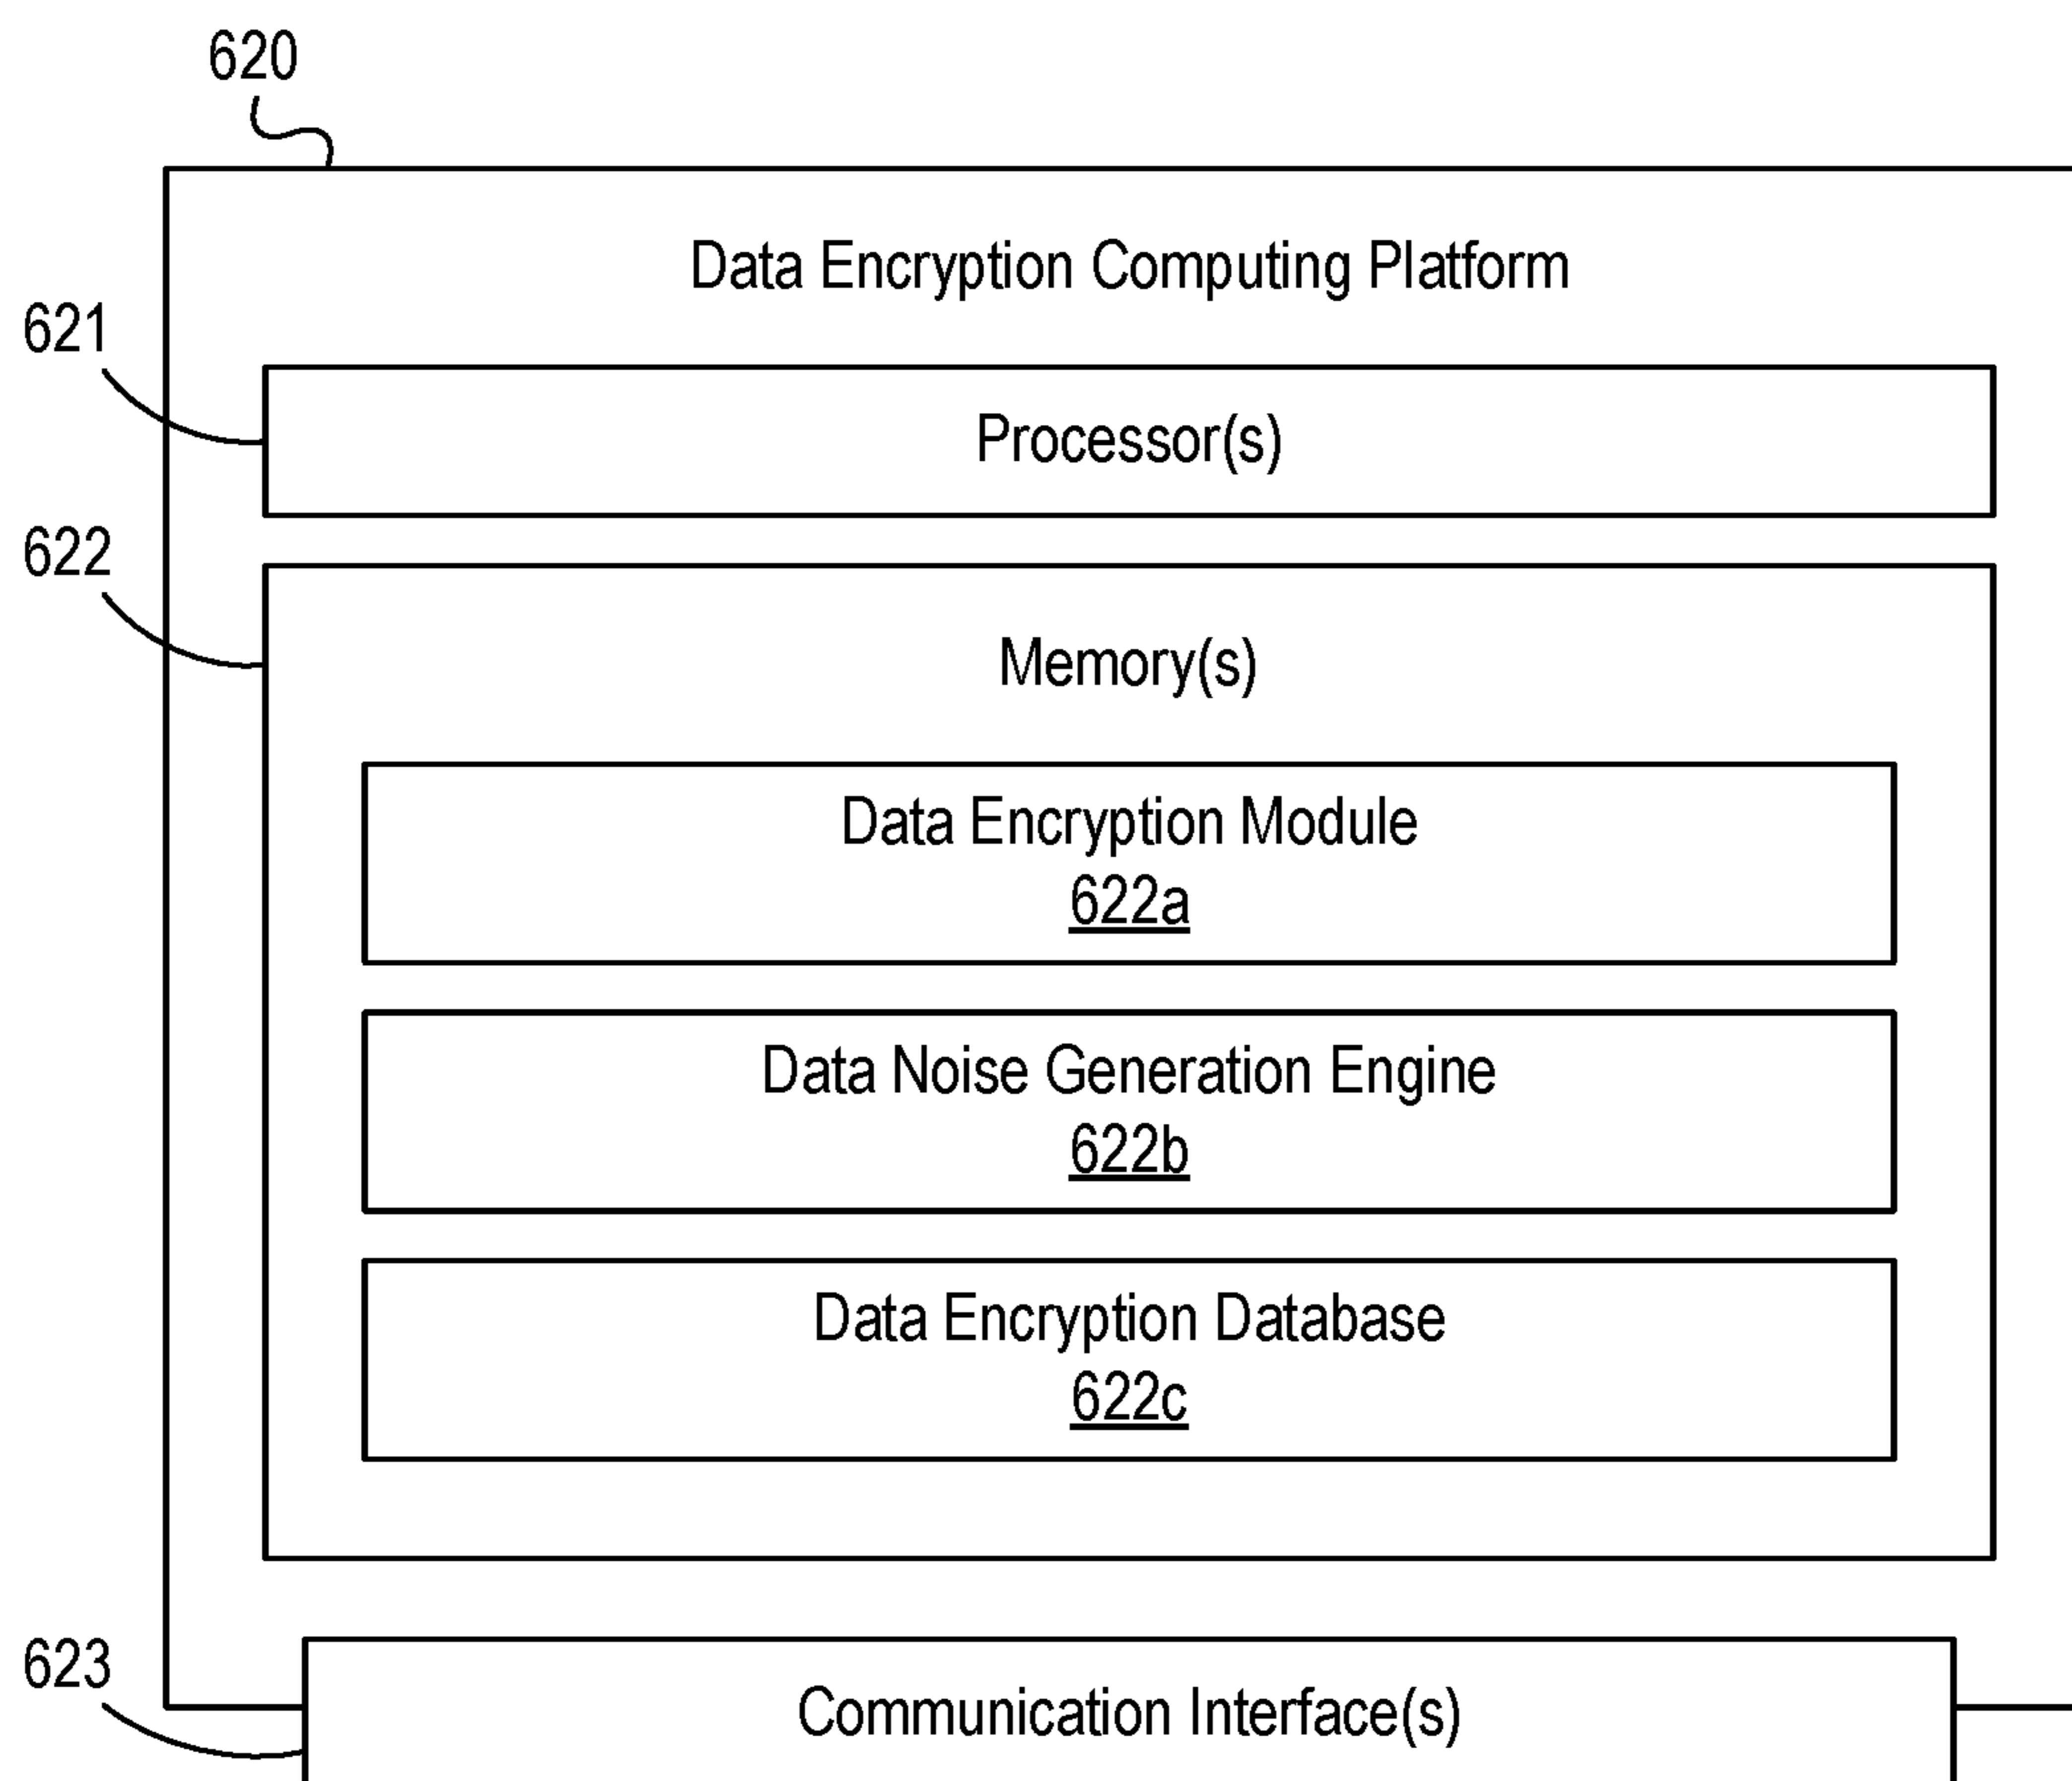 620
Data Encryption Computing Platform
621
Processor(s)
622
Memory(s)
Data Encryption Module
622a
Data Noise Generation Engine
622b
Data Encryption Database
622c
623
Communication Interface(s)